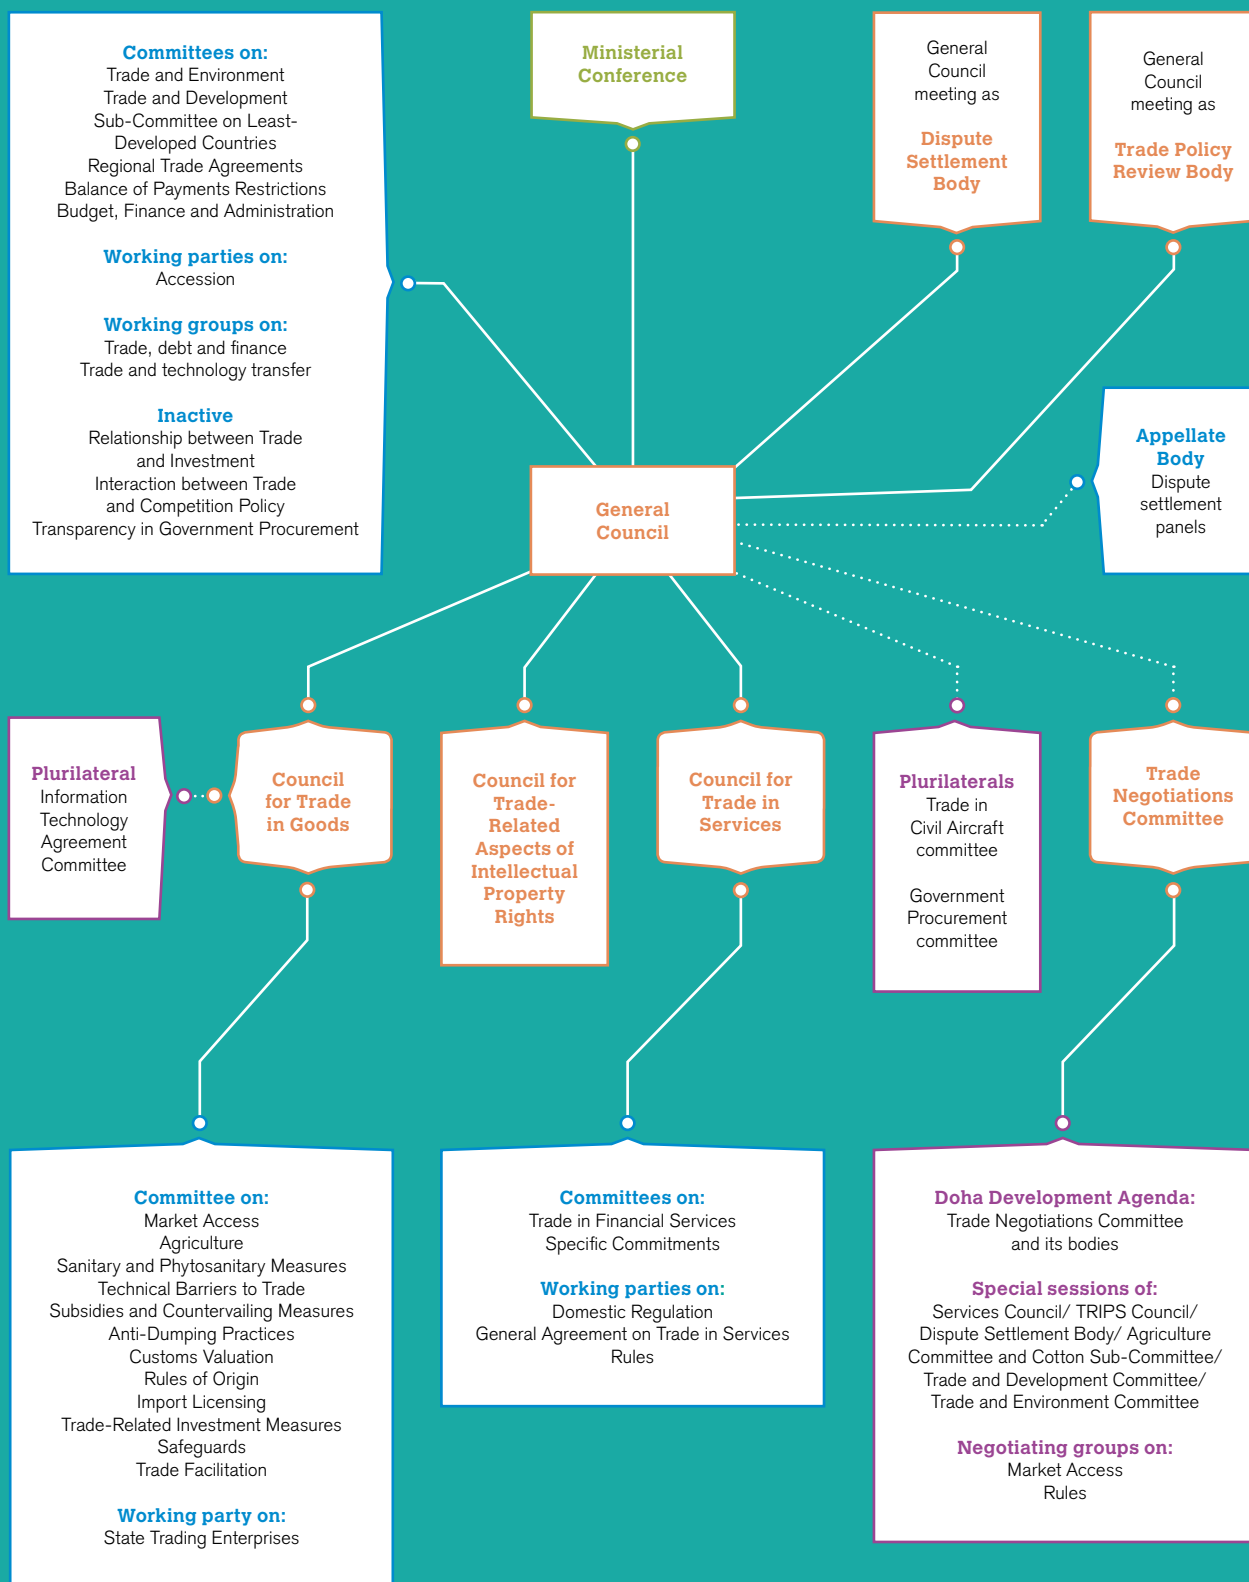 Committees on:
Trade and Environment
Trade and Development
Sub-Committee on Least-
Developed Countries
Regional Trade Agreements
Balance of Payments Restrictions
Budget, Finance and Administration
Working parties on:
Accession
Working groups on:
Trade, debt and finance
Trade and technology transfer
Inactive
Relationship between Trade
and Investment
Interaction between Trade
and Competition Policy
Transparency in Government Procurement
Ministerial
Conference
General
Council
meeting as
Dispute
Settlement
Body
General
Council
meeting as
Trade Policy
Review Body
Appellate
Body
Dispute
settlement
panels
General
Council
Plurilateral
Information
Technology
Agreement
Committee
Council
for Trade
in Goods
Council for
Trade-
Related
Aspects of
Intellectual
Property
Rights
Council for
Trade in
Services
Plurilaterals
Trade in
Civil Aircraft
committee
Government
Procurement
committee
Trade
Negotiations
Committee
Committee on:
Market Access
Agriculture
Sanitary and Phytosanitary Measures
Technical Barriers to Trade
Subsidies and Countervailing Measures
Anti-Dumping Practices
Customs Valuation
Rules of Origin
Import Licensing
Trade-Related Investment Measures
Safeguards
Trade Facilitation
Working party on:
State Trading Enterprises
Committees on:
Trade in Financial Services
Specific Commitments
Working parties on:
Domestic Regulation
General Agreement on Trade in Services
Rules
Doha Development Agenda:
Trade Negotiations Committee
and its bodies
Special sessions of:
Services Council/ TRIPS Council/
Dispute Settlement Body/ Agriculture
Committee and Cotton Sub-Committee/
Trade and Development Committee/
Trade and Environment Committee
Negotiating groups on:
Market Access
Rules